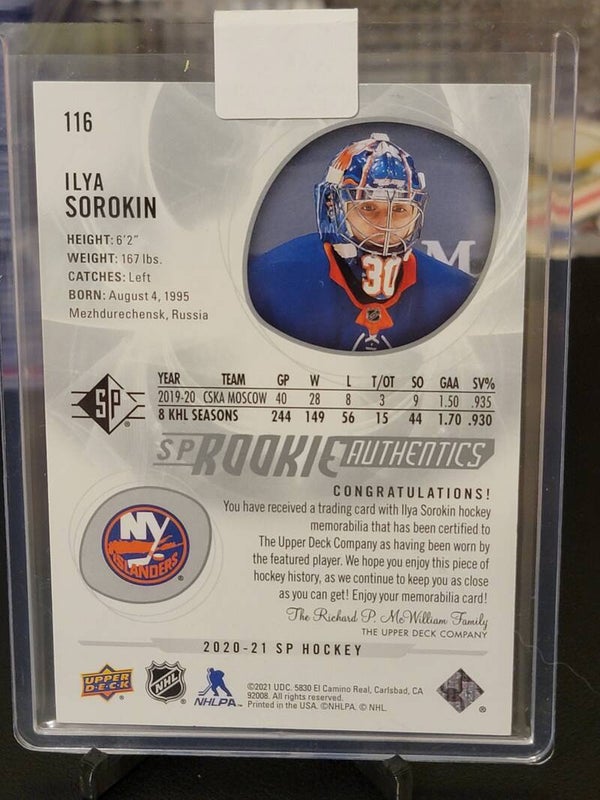 116
ILYA
SOROKIN
HEIGHT: 6'2"
WEIGHT: 167 lbs.
CATCHES: Left
BORN: August 4, 1995
Mezhdurechensk, Russia
30
M
YEAR TEAM GP W L T/OT SO GAA SV%
2019-20 CSKA MOSCOW 40 28 8 3 9 1.50 .935
8 KHL SEASONS 244 149 56 15 44 1.70 .930
SP
SP ROOKIE AUTHENTICS
CONGRATULATIONS!
You have received a trading card with Ilya Sorokin hockey
memorabilia that has been certified to
The Upper Deck Company as having been worn by
the featured player. We hope you enjoy this piece of
hockey history, as we continue to keep you as close
as you can get! Enjoy your memorabilia card!
NY
ISLANDERS
®
The Richard P. McWilliam Family
THE UPPER DECK COMPANY
2020-21 SP HOCKEY
UPPER
DECK
NHL
NHLPA
©2021 UDC. 5830 El Camino Real, Carlsbad, CA
92008. All rights reserved.
Printed in the USA. ©NHLPA. © NHL.
®